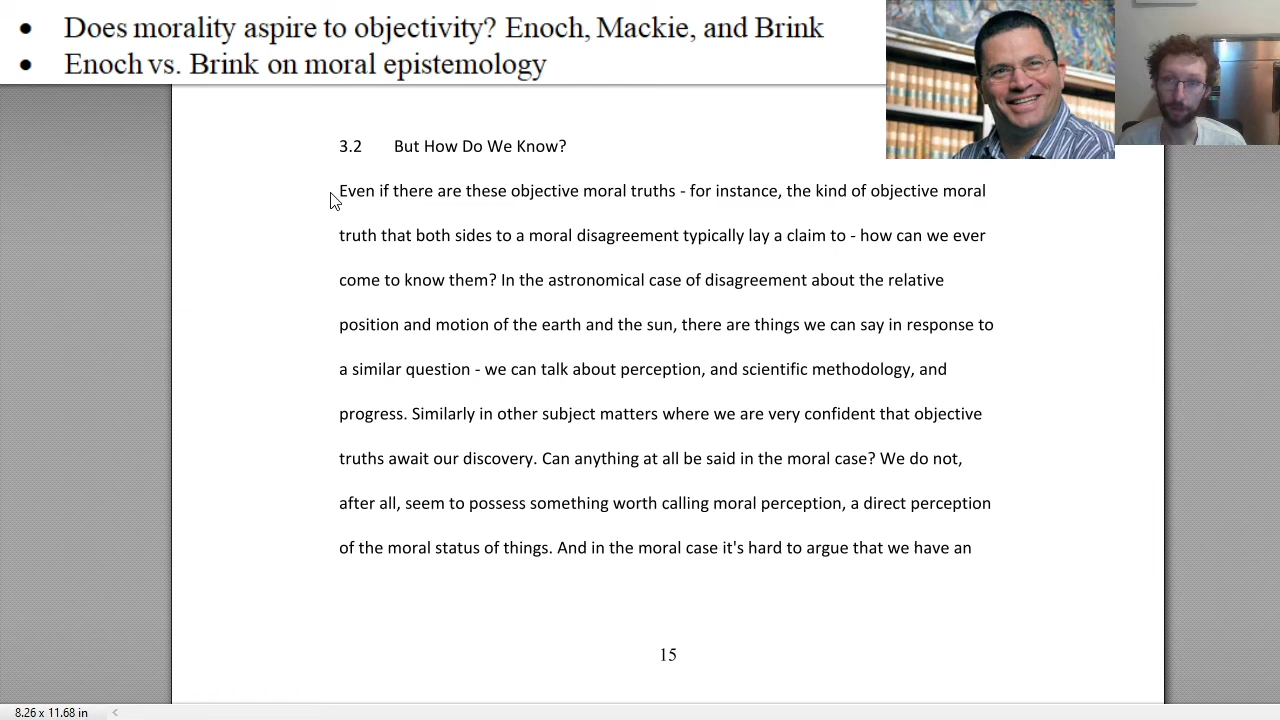 • Does morality aspire to objectivity? Enoch, Mackie, and Brink
• Enoch vs. Brink on moral epistemology
3.2 But How Do We Know?
Even if there are these objective moral truths - for instance, the kind of objective moral
truth that both sides to a moral disagreement typically lay a claim to - how can we ever
come to know them? In the astronomical case of disagreement about the relative
position and motion of the earth and the sun, there are things we can say in response to
a similar question - we can talk about perception, and scientific methodology, and
progress. Similarly in other subject matters where we are very confident that objective
truths await our discovery. Can anything at all be said in the moral case? We do not,
after all, seem to possess something worth calling moral perception, a direct perception
of the moral status of things. And in the moral case it's hard to argue that we have an
15
8.26 x 11.68 in <